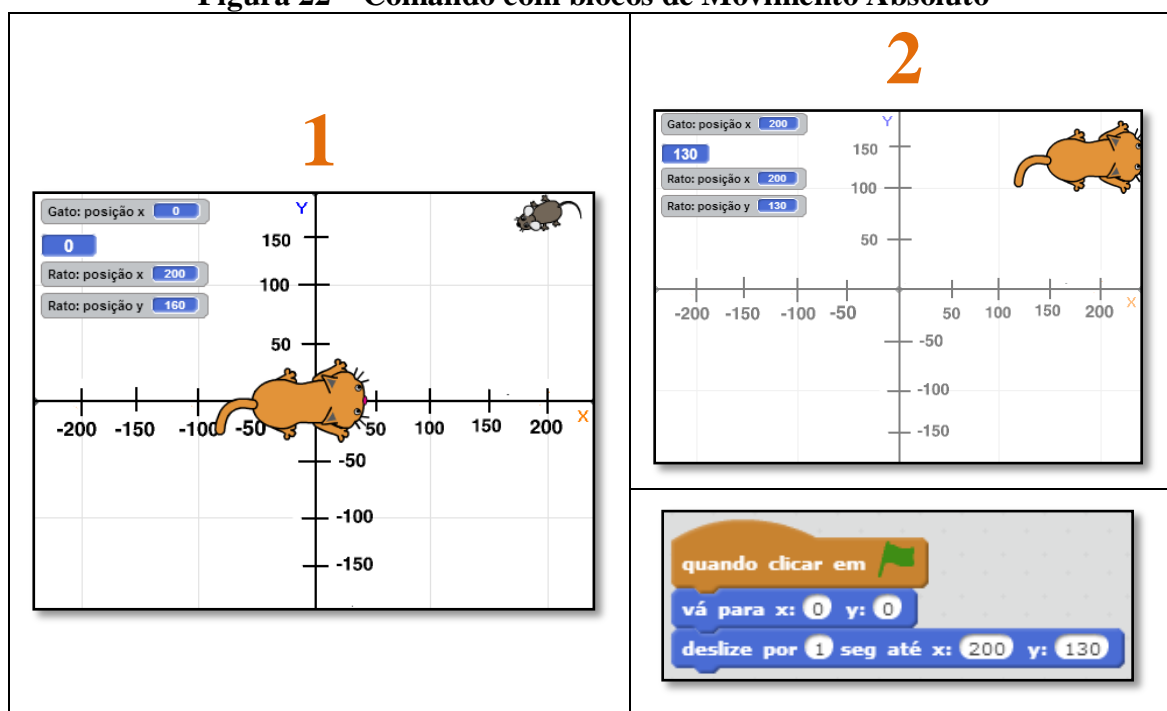 Figura 22 – Comando com blocos de Movimento Absoluto
1
Gato: posição x 0
0
Rato: posição x 200
Rato: posição y 160
Y
150
100
50
-200 -150 -100 -50 50 100 150 200
X
-50
-100
-150
2
Gato: posição x 200
130
Rato: posição x 200
Rato: posição y 130
Y
150
100
50
-200 -150 -100 -50 50 100 150 200
X
-50
-100
-150
quando clicar em
vá para x: 0 y: 0
deslize por 1 seg até x: 200 y: 130